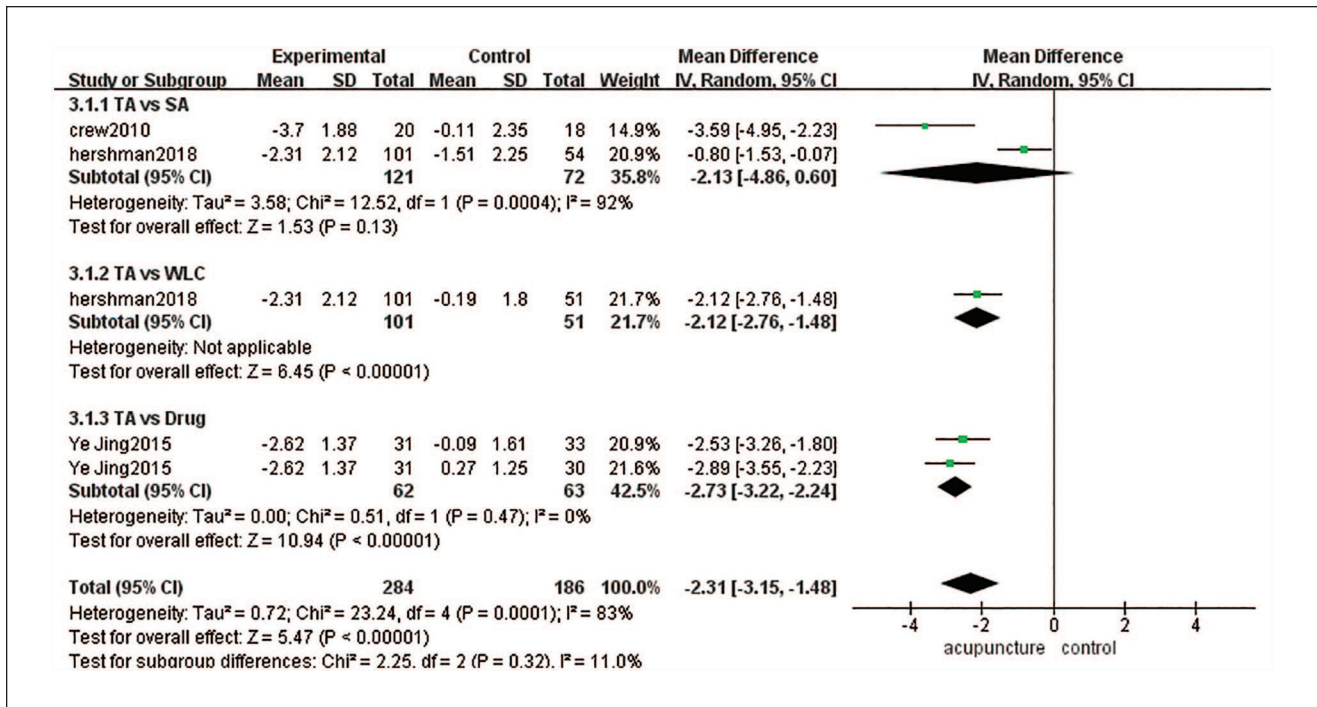 Experimental Control Mean Difference Mean Difference
Study or Subgroup Mean SD Total Mean SD Total Weight IV, Random, 95% CI IV, Random, 95% CI
3.1.1 TA vs SA
crew2010 -3.7 1.88 20 -0.11 2.35 18 14.9% -3.59 [-4.95, -2.23]
hershman2018 -2.31 2.12 101 -1.51 2.25 54 20.9% -0.80 [-1.53, -0.07]
Subtotal (95% CI) 121 72 35.8% -2.13 [-4.86, 0.60]
Heterogeneity: Tau² = 3.58; Chi² = 12.52, df = 1 (P = 0.0004); I² = 92%
Test for overall effect: Z = 1.53 (P = 0.13)
3.1.2 TA vs WLC
hershman2018 -2.31 2.12 101 -0.19 1.8 51 21.7% -2.12 [-2.76, -1.48]
Subtotal (95% CI) 101 51 21.7% -2.12 [-2.76, -1.48]
Heterogeneity: Not applicable
Test for overall effect: Z = 6.45 (P < 0.00001)
3.1.3 TA vs Drug
Ye Jing2015 -2.62 1.37 31 -0.09 1.61 33 20.9% -2.53 [-3.26, -1.80]
Ye Jing2015 -2.62 1.37 31 0.27 1.25 30 21.6% -2.89 [-3.55, -2.23]
Subtotal (95% CI) 62 63 42.5% -2.73 [-3.22, -2.24]
Heterogeneity: Tau² = 0.00; Chi² = 0.51, df = 1 (P = 0.47); I² = 0%
Test for overall effect: Z = 10.94 (P < 0.00001)
Total (95% CI) 284 186 100.0% -2.31 [-3.15, -1.48]
Heterogeneity: Tau² = 0.72; Chi² = 23.24, df = 4 (P = 0.0001); I² = 83%
Test for overall effect: Z = 5.47 (P < 0.00001)
Test for subgroup differences: Chi² = 2.25, df = 2 (P = 0.32), I² = 11.0%
-4 -2 0 2 4
acupuncture control